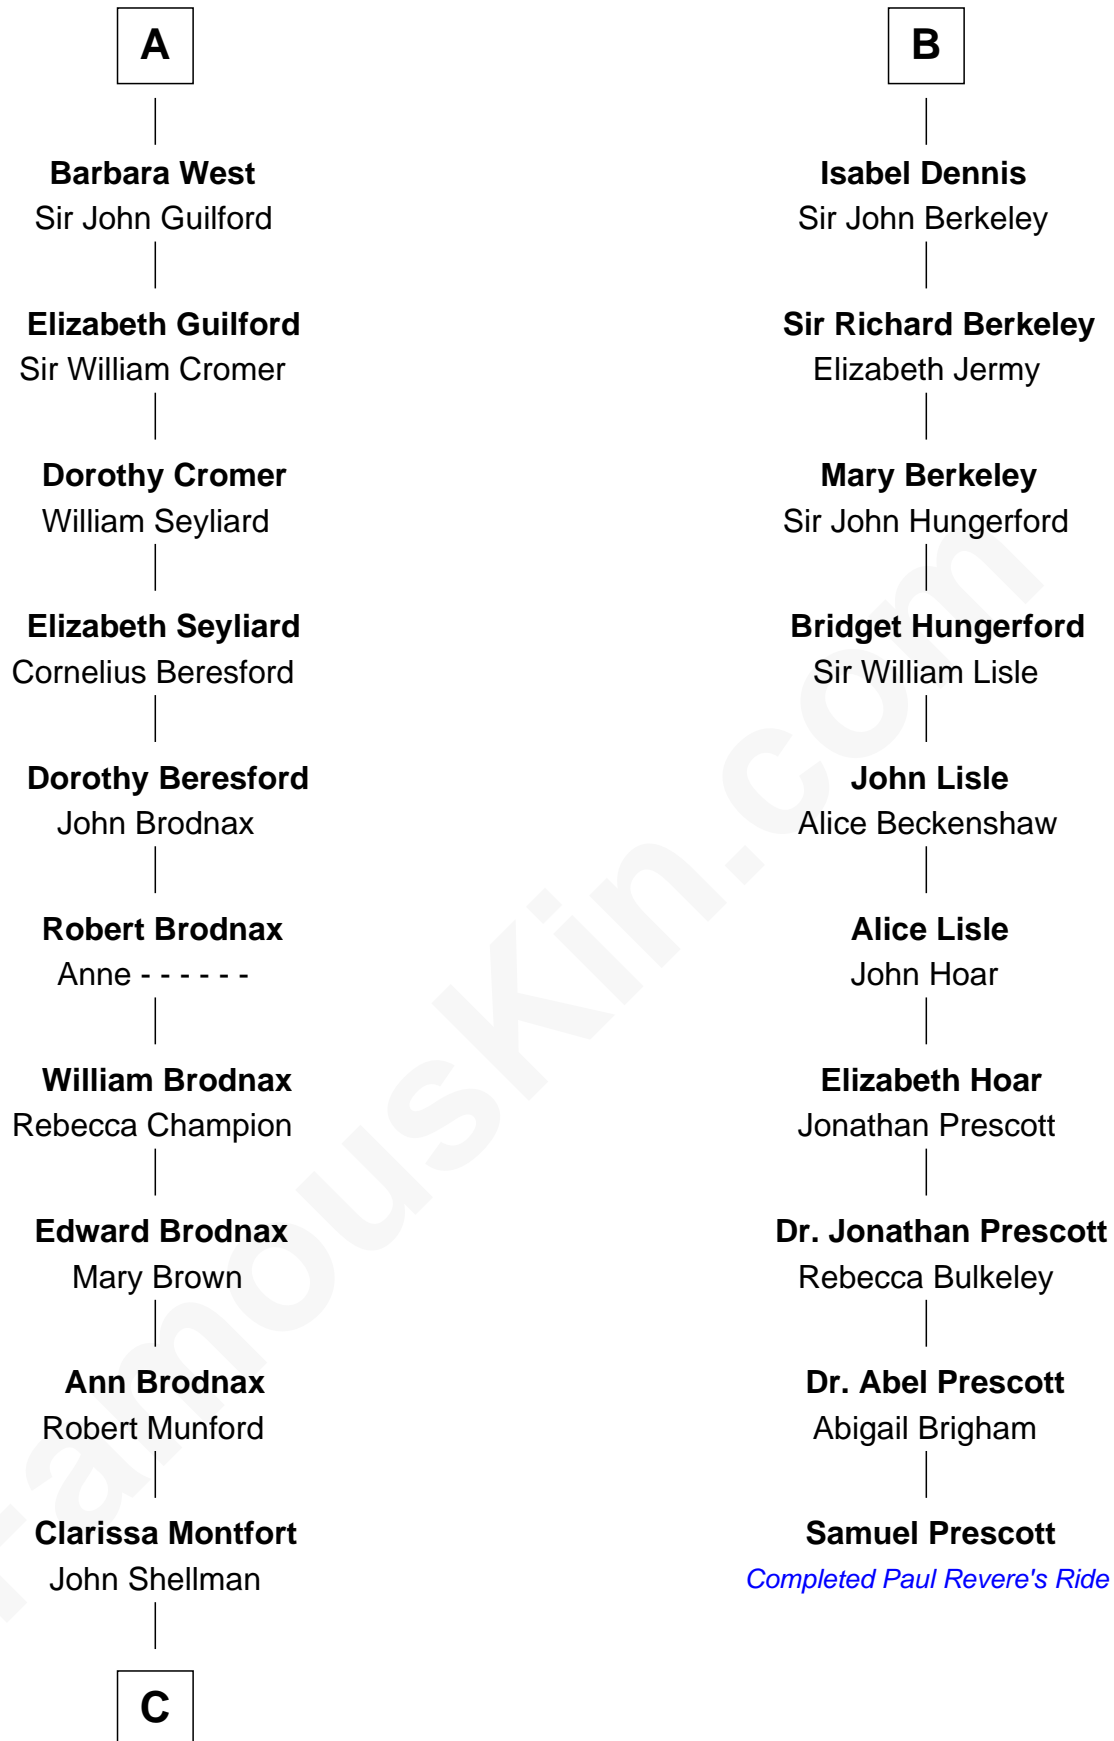 A
Barbara West
Sir John Guilford
Elizabeth Guilford
Sir William Cromer
Dorothy Cromer
William Seyliard
Elizabeth Seyliard
Cornelius Beresford
Dorothy Beresford
John Brodnax
Robert Brodnax
Anne - - - - - -
William Brodnax
Rebecca Champion
Edward Brodnax
Mary Brown
Ann Brodnax
Robert Munford
Clarissa Montfort
John Shellman
C
B
Isabel Dennis
Sir John Berkeley
Sir Richard Berkeley
Elizabeth Jermy
Mary Berkeley
Sir John Hungerford
Bridget Hungerford
Sir William Lisle
John Lisle
Alice Beckenshaw
Alice Lisle
John Hoar
Elizabeth Hoar
Jonathan Prescott
Dr. Jonathan Prescott
Rebecca Bulkeley
Dr. Abel Prescott
Abigail Brigham
Samuel Prescott
Completed Paul Revere's Ride
FamousKin.com